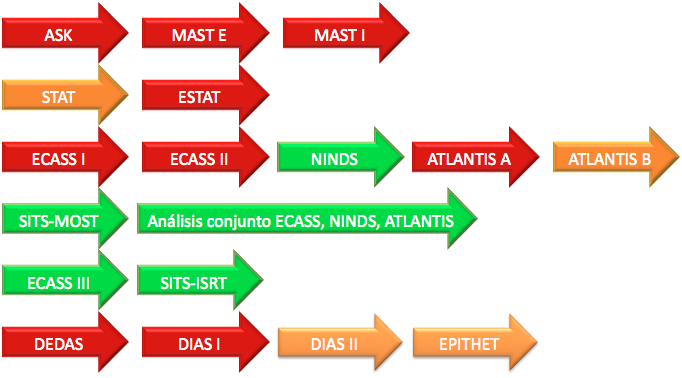 ASK MAST E MAST I
STAT ESTAT
ECASS I ECASS II NINDS ATLANTIS A ATLANTIS B
SITS-MOST Análisis conjunto ECASS, NINDS, ATLANTIS
ECASS III SITS-ISRT
DEDAS DIAS I DIAS II EPITHET